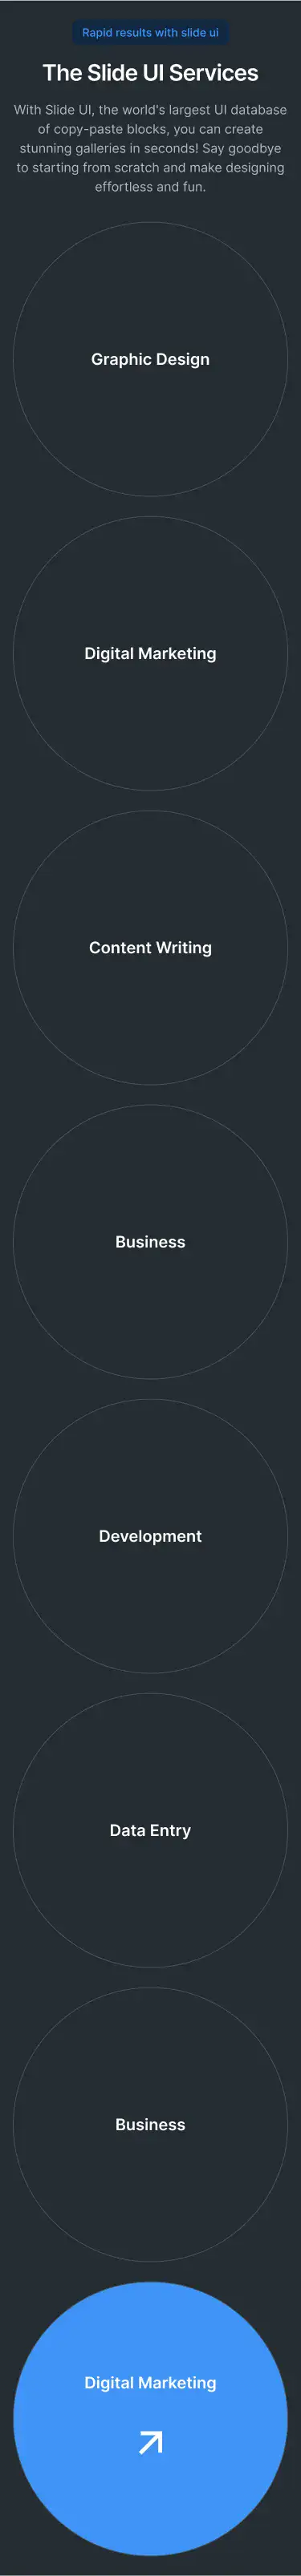 Rapid results with slide ui
The Slide UI Services
With Slide UI, the world's largest UI database
of copy-paste blocks, you can create
stunning galleries in seconds! Say goodbye
to starting from scratch and make designing
effortless and fun.
Graphic Design
Digital Marketing
Content Writing
Business
Development
Data Entry
Business
Digital Marketing